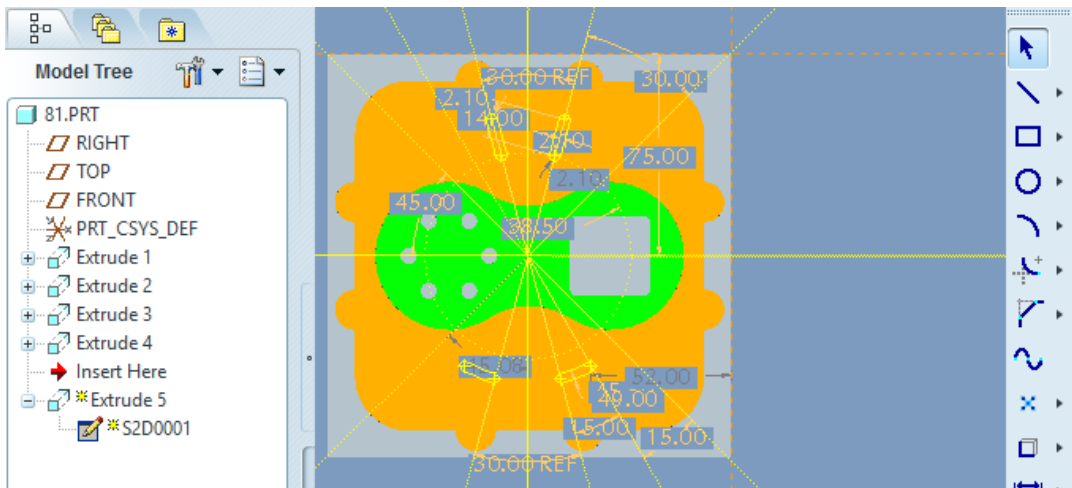 Model Tree
81.PRT
RIGHT
TOP
FRONT
PRT_CSYS_DEF
Extrude 1
Extrude 2
Extrude 3
Extrude 4
Insert Here
Extrude 5
S2D0001
30.00 REF
30.00
2.10
14.00
2.10
75.00
2.10
45.00
38.50
52.00
49.00
15.00
15.00
30.00 REF